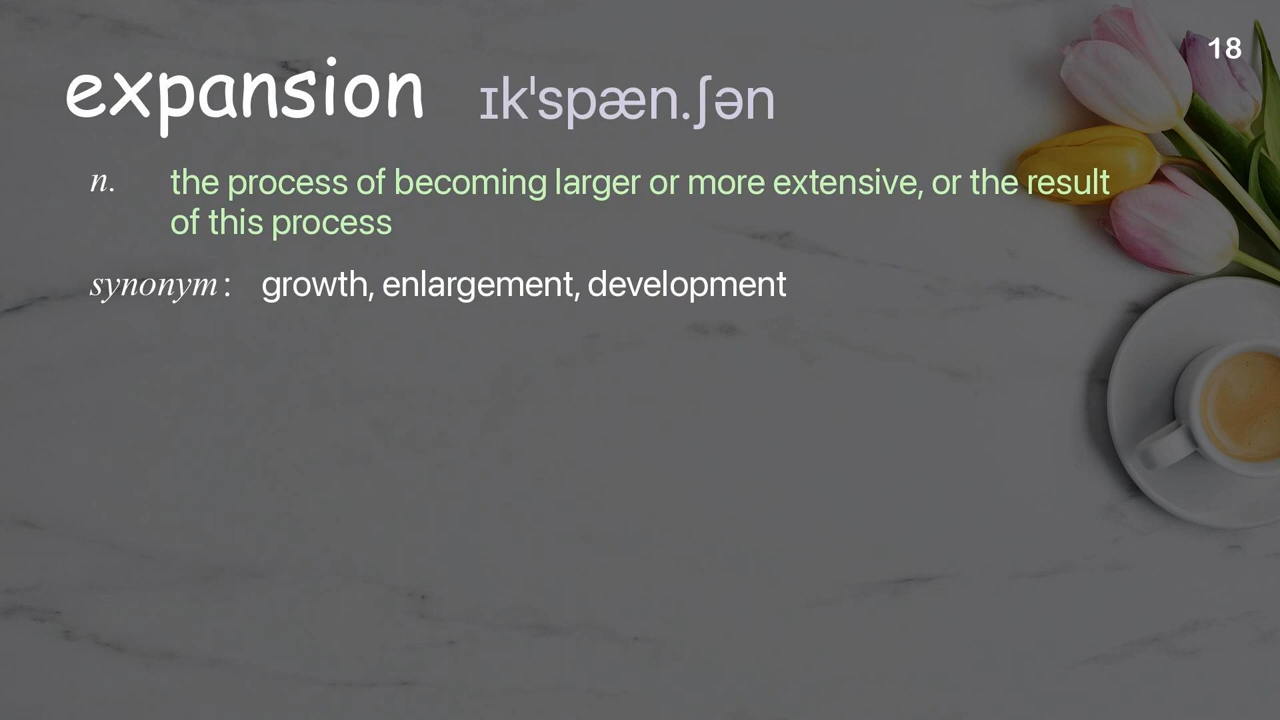 18
expansion ɪkˈspæn.ʃən
n. the process of becoming larger or more extensive, or the result
of this process
synonym : growth, enlargement, development